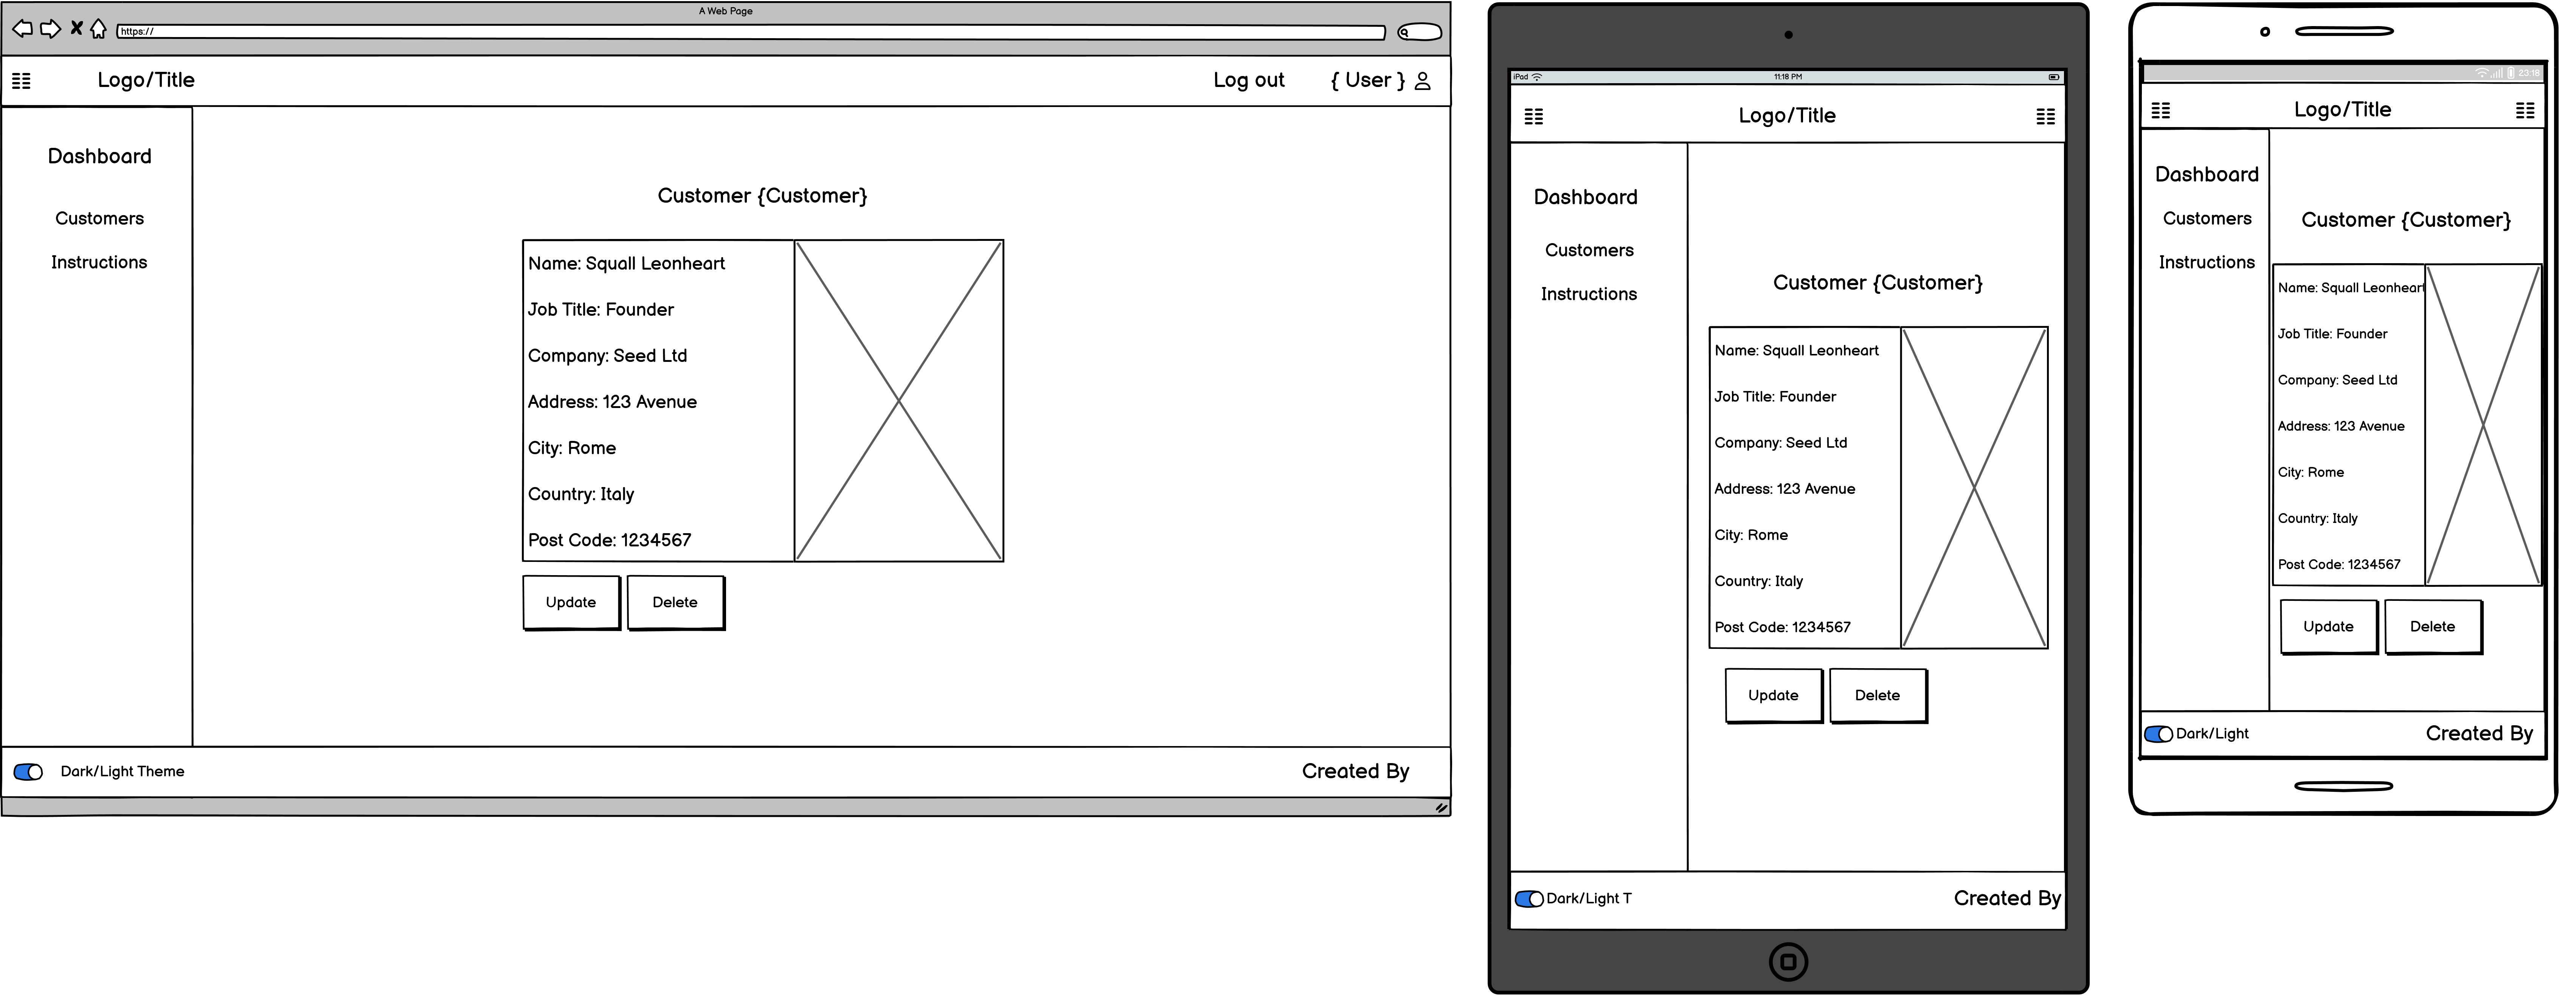 A Web Page
https://
Logo/Title
Log out
{ User }
Dashboard
Customers
Instructions
Customer {Customer}
Name: Squall Leonheart
Job Title: Founder
Company: Seed Ltd
Address: 123 Avenue
City: Rome
Country: Italy
Post Code: 1234567
Update
Delete
Dark/Light Theme
Created By
iPad
11:18 PM
Logo/Title
Dashboard
Customers
Instructions
Customer {Customer}
Name: Squall Leonheart
Job Title: Founder
Company: Seed Ltd
Address: 123 Avenue
City: Rome
Country: Italy
Post Code: 1234567
Update
Delete
Dark/Light T
Created By
23:18
Logo/Title
Dashboard
Customers
Instructions
Customer {Customer}
Name: Squall Leonheart
Job Title: Founder
Company: Seed Ltd
Address: 123 Avenue
City: Rome
Country: Italy
Post Code: 1234567
Update
Delete
Dark/Light
Created By